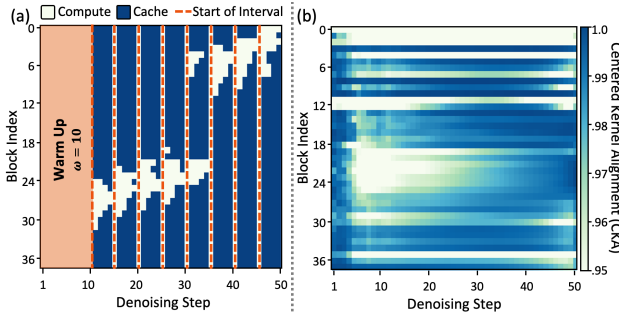 (a)
Compute
Cache
Start of Interval
Block Index
0
6
12
18
24
30
36
Warm Up
ω = 10
1
10
20
30
40
50
Denoising Step
(b)
Block Index
0
6
12
18
24
30
36
1
10
20
30
40
50
Denoising Step
1.0
.99
.98
.97
.96
.95
Centered Kernel Alignment (CKA)